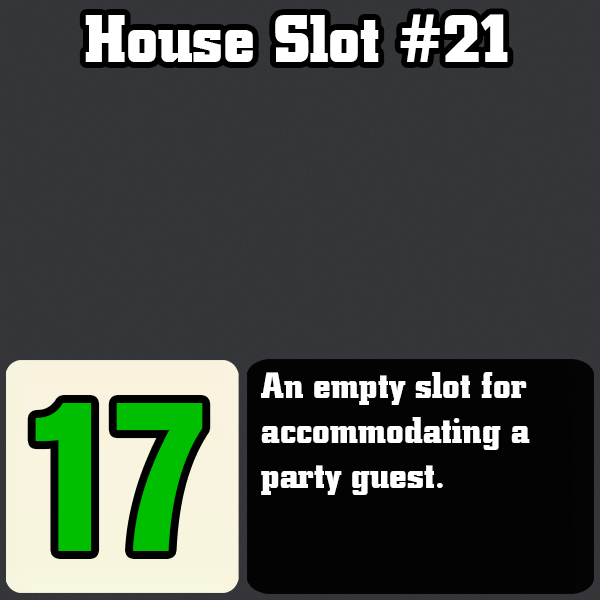 House Slot #21
17
An empty slot for
accommodating a
party guest.